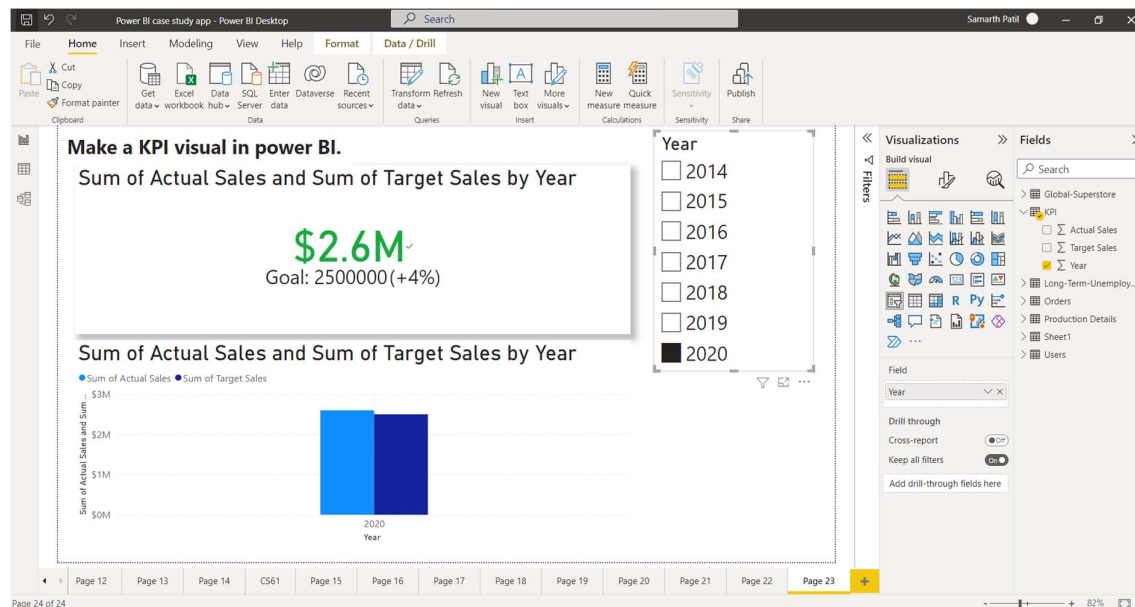 Power BI case study app - Power BI Desktop
Search
Samarth Patil
File Home Insert Modeling View Help Format Data / Drill
Paste
Cut
Copy
Format painter
Get data
Excel workbook
Data hub
SQL Server
Enter data
Dataverse
Recent sources
Transform data
Refresh
New visual
Text box
More visuals
New measure
Quick measure
Sensitivity
Publish
Clipboard Data Queries Insert Calculations Sensitivity Share
Make a KPI visual in power BI.
Sum of Actual Sales and Sum of Target Sales by Year
$2.6M
Goal: 2500000 (+4%)
Sum of Actual Sales and Sum of Target Sales by Year
Sum of Actual Sales Sum of Target Sales
Sum of Actual Sales and Sum ...
$3M
$2M
$1M
$0M
2020
Year
Year
2014
2015
2016
2017
2018
2019
2020
Filters
Visualizations
Build visual
R Py
123
Field
Year
Drill through
Cross-report Off
Keep all filters On
Add drill-through fields here
Fields
Search
Global-Superstore
KPI
Actual Sales
Target Sales
Year
Long-Term-Unemploy...
Orders
Production Details
Sheet1
Users
Page 12 Page 13 Page 14 CS61 Page 15 Page 16 Page 17 Page 18 Page 19 Page 20 Page 21 Page 22 Page 23
Page 24 of 24
82%